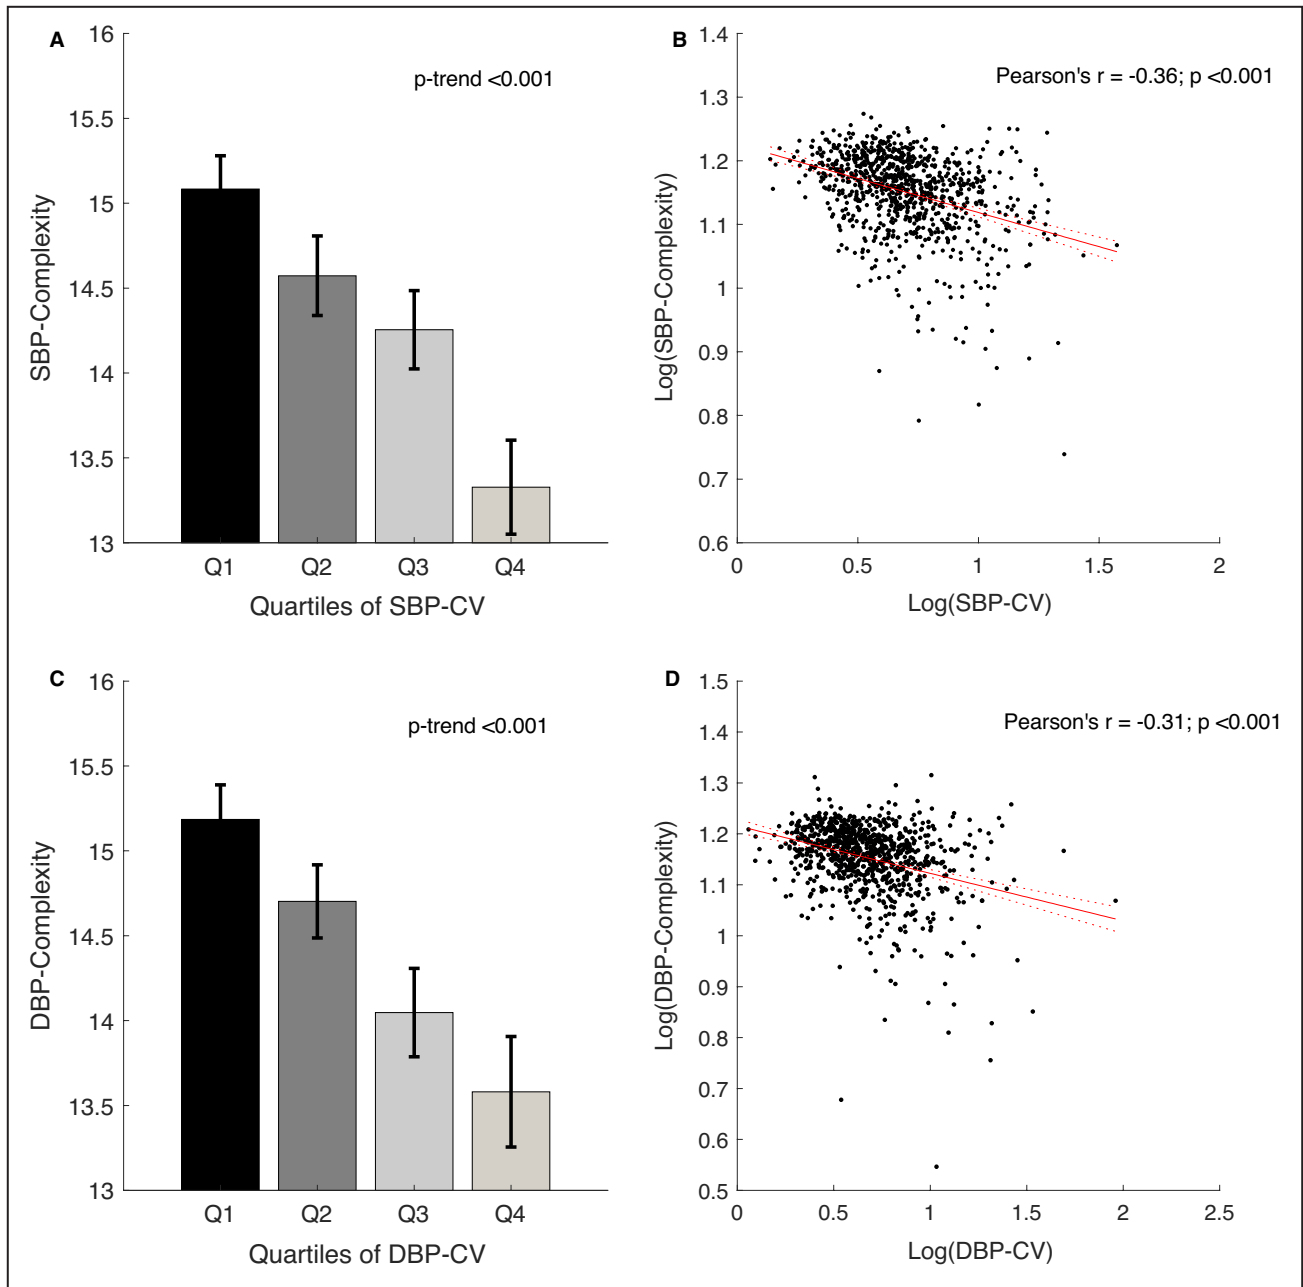 A
16
p-trend <0.001
15.5
15
14.5
14
13.5
13
SBP-Complexity
Q1 Q2 Q3 Q4
Quartiles of SBP-CV
B
1.4
Pearson's r = -0.36; p <0.001
1.3
1.2
1.1
1
0.9
0.8
0.7
0.6
Log(SBP-Complexity)
0 0.5 1 1.5 2
Log(SBP-CV)
C
16
p-trend <0.001
15.5
15
14.5
14
13.5
13
DBP-Complexity
Q1 Q2 Q3 Q4
Quartiles of DBP-CV
D
1.5
Pearson's r = -0.31; p <0.001
1.4
1.3
1.2
1.1
1
0.9
0.8
0.7
0.6
0.5
Log(DBP-Complexity)
0 0.5 1 1.5 2 2.5
Log(DBP-CV)